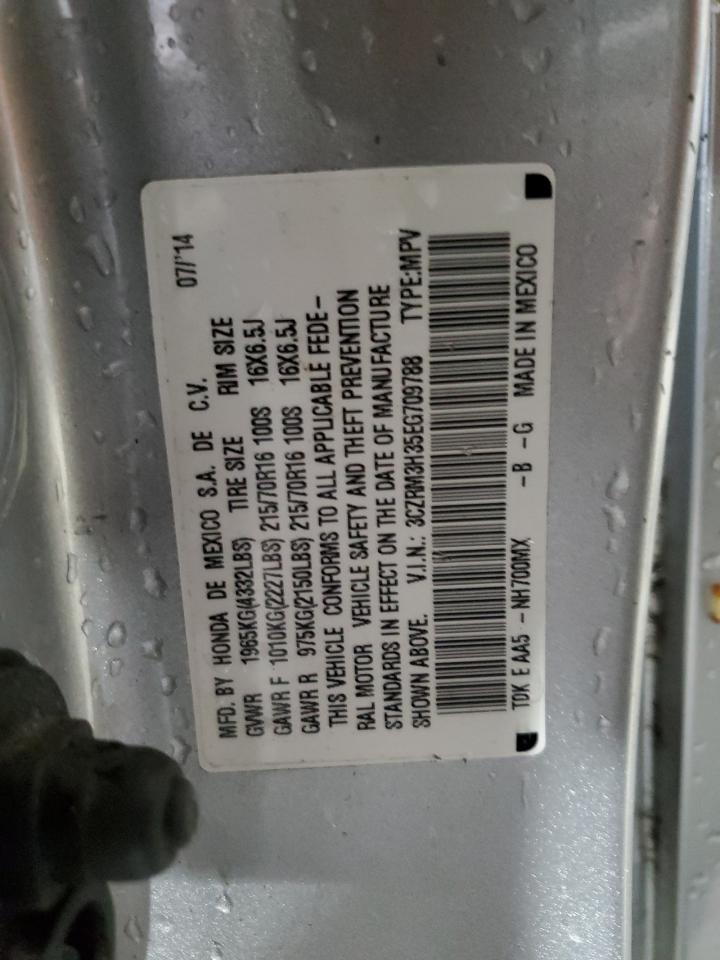 07/'14
MFD. BY HONDA DE MEXICO S.A. DE C.V.
GVWR 1965KG(4332LBS) TIRE SIZE RIM SIZE
GAWR F 1010KG(2227LBS) 215/70R16 100S 16X6.5J
GAWR R 975KG(2150LBS) 215/70R16 100S 16X6.5J
THIS VEHICLE CONFORMS TO ALL APPLICABLE FEDE-
RAL MOTOR VEHICLE SAFETY AND THEFT PREVENTION
STANDARDS IN EFFECT ON THE DATE OF MANUFACTURE
SHOWN ABOVE. V.I.N.: 3CZRM3H35EG709788 TYPE:MPV
T0K E AA5 -NH700MX -B -G MADE IN MEXICO